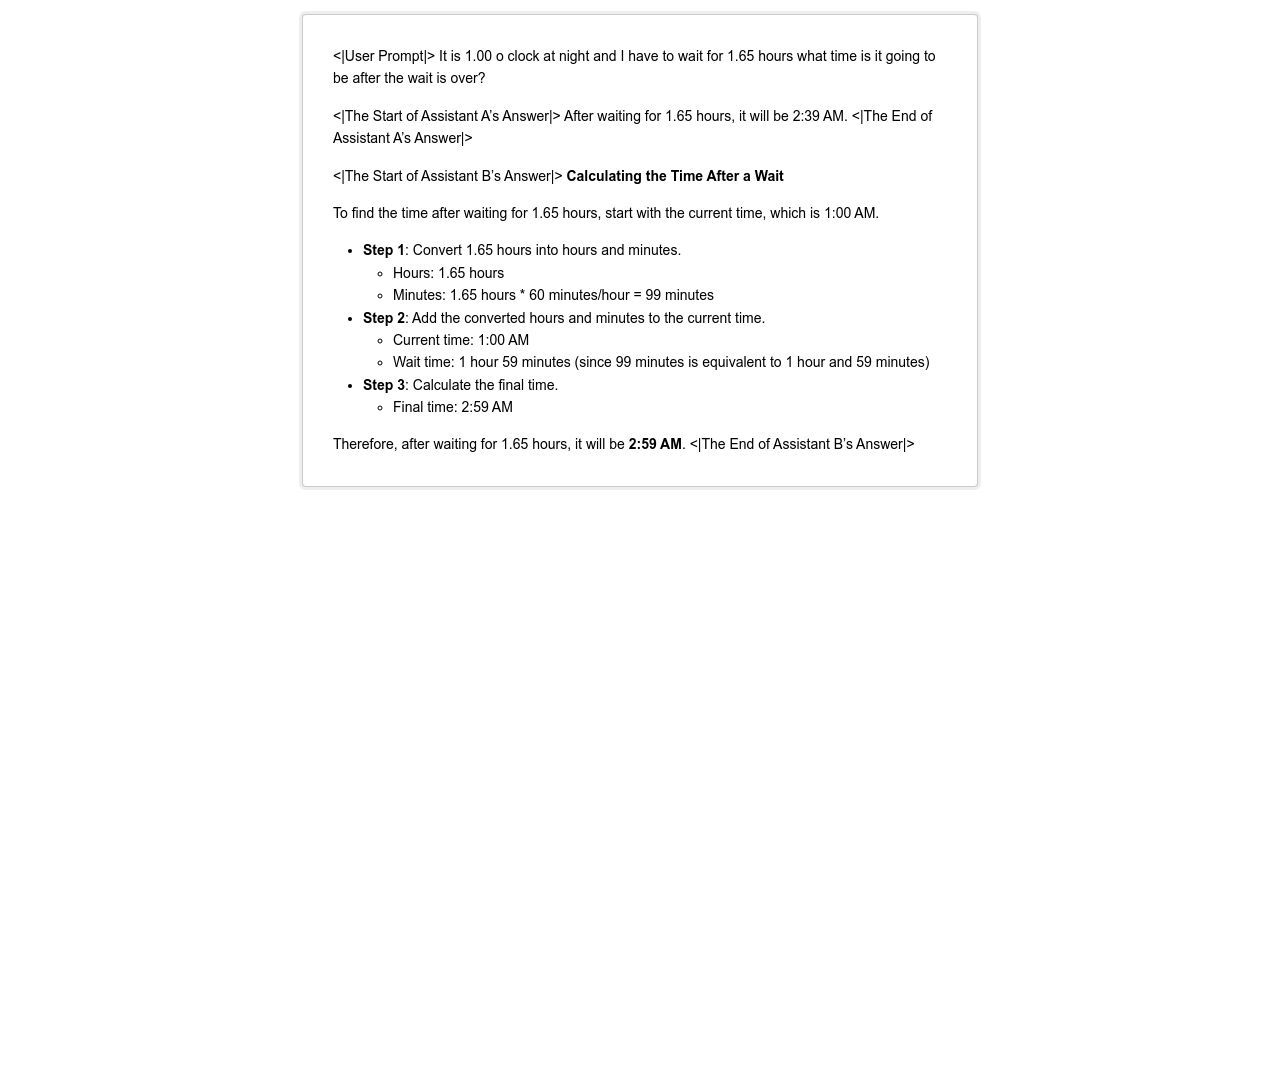 <|User Prompt|> It is 1.00 o clock at night and I have to wait for 1.65 hours what time is it going to
be after the wait is over?
<|The Start of Assistant A’s Answer|> After waiting for 1.65 hours, it will be 2:39 AM. <|The End of
Assistant A’s Answer|>
<|The Start of Assistant B’s Answer|> Calculating the Time After a Wait
To find the time after waiting for 1.65 hours, start with the current time, which is 1:00 AM.
• Step 1: Convert 1.65 hours into hours and minutes.
◦ Hours: 1.65 hours
◦ Minutes: 1.65 hours * 60 minutes/hour = 99 minutes
• Step 2: Add the converted hours and minutes to the current time.
◦ Current time: 1:00 AM
◦ Wait time: 1 hour 59 minutes (since 99 minutes is equivalent to 1 hour and 59 minutes)
• Step 3: Calculate the final time.
◦ Final time: 2:59 AM
Therefore, after waiting for 1.65 hours, it will be 2:59 AM. <|The End of Assistant B’s Answer|>